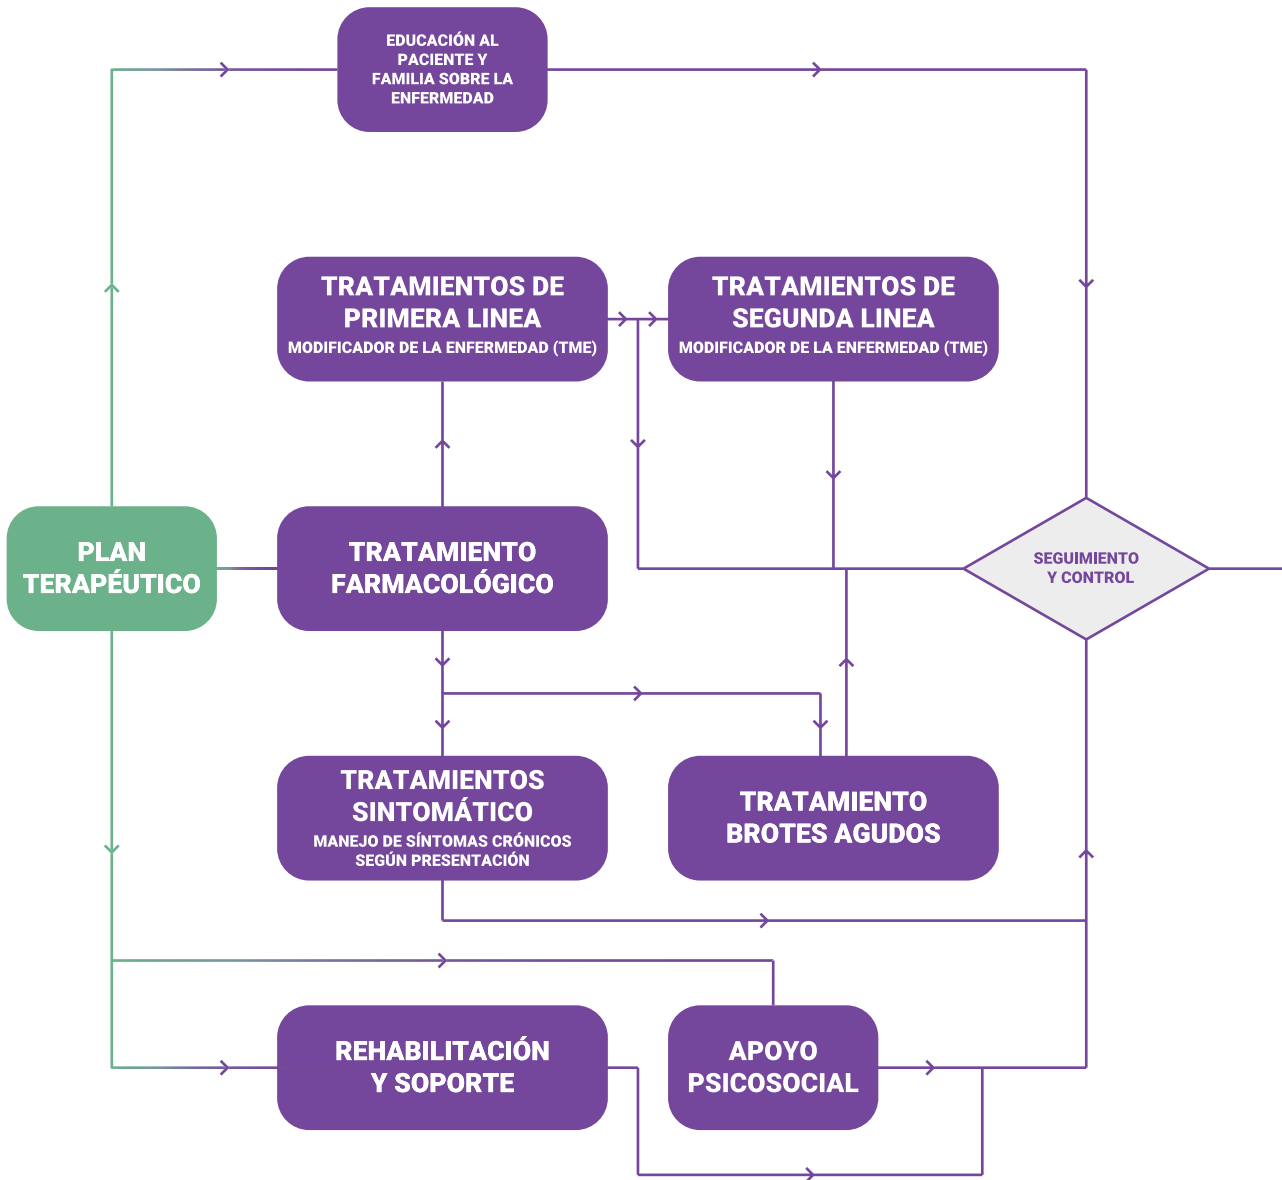 EDUCACIÓN AL
PACIENTE Y
FAMILIA SOBRE LA
ENFERMEDAD
TRATAMIENTOS DE
PRIMERA LINEA
MODIFICADOR DE LA ENFERMEDAD (TME)
TRATAMIENTOS DE
SEGUNDA LINEA
MODIFICADOR DE LA ENFERMEDAD (TME)
PLAN
TERAPÉUTICO
TRATAMIENTO
FARMACOLÓGICO
SEGUIMIENTO
Y CONTROL
TRATAMIENTOS
SINTOMÁTICO
MANEJO DE SÍNTOMAS CRÓNICOS
SEGÚN PRESENTACIÓN
TRATAMIENTO
BROTES AGUDOS
REHABILITACIÓN
Y SOPORTE
APOYO
PSICOSOCIAL